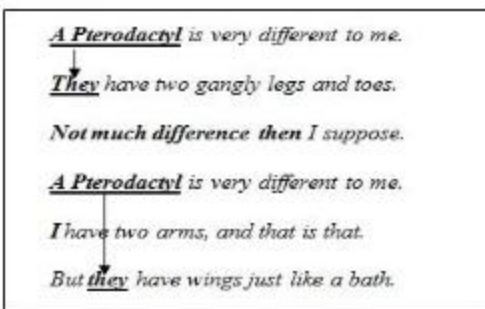 A Pterodactyl is very different to me.
They have two gangly legs and toes.
Not much difference then I suppose.
A Pterodactyl is very different to me.
I have two arms, and that is that.
But they have wings just like a bath.